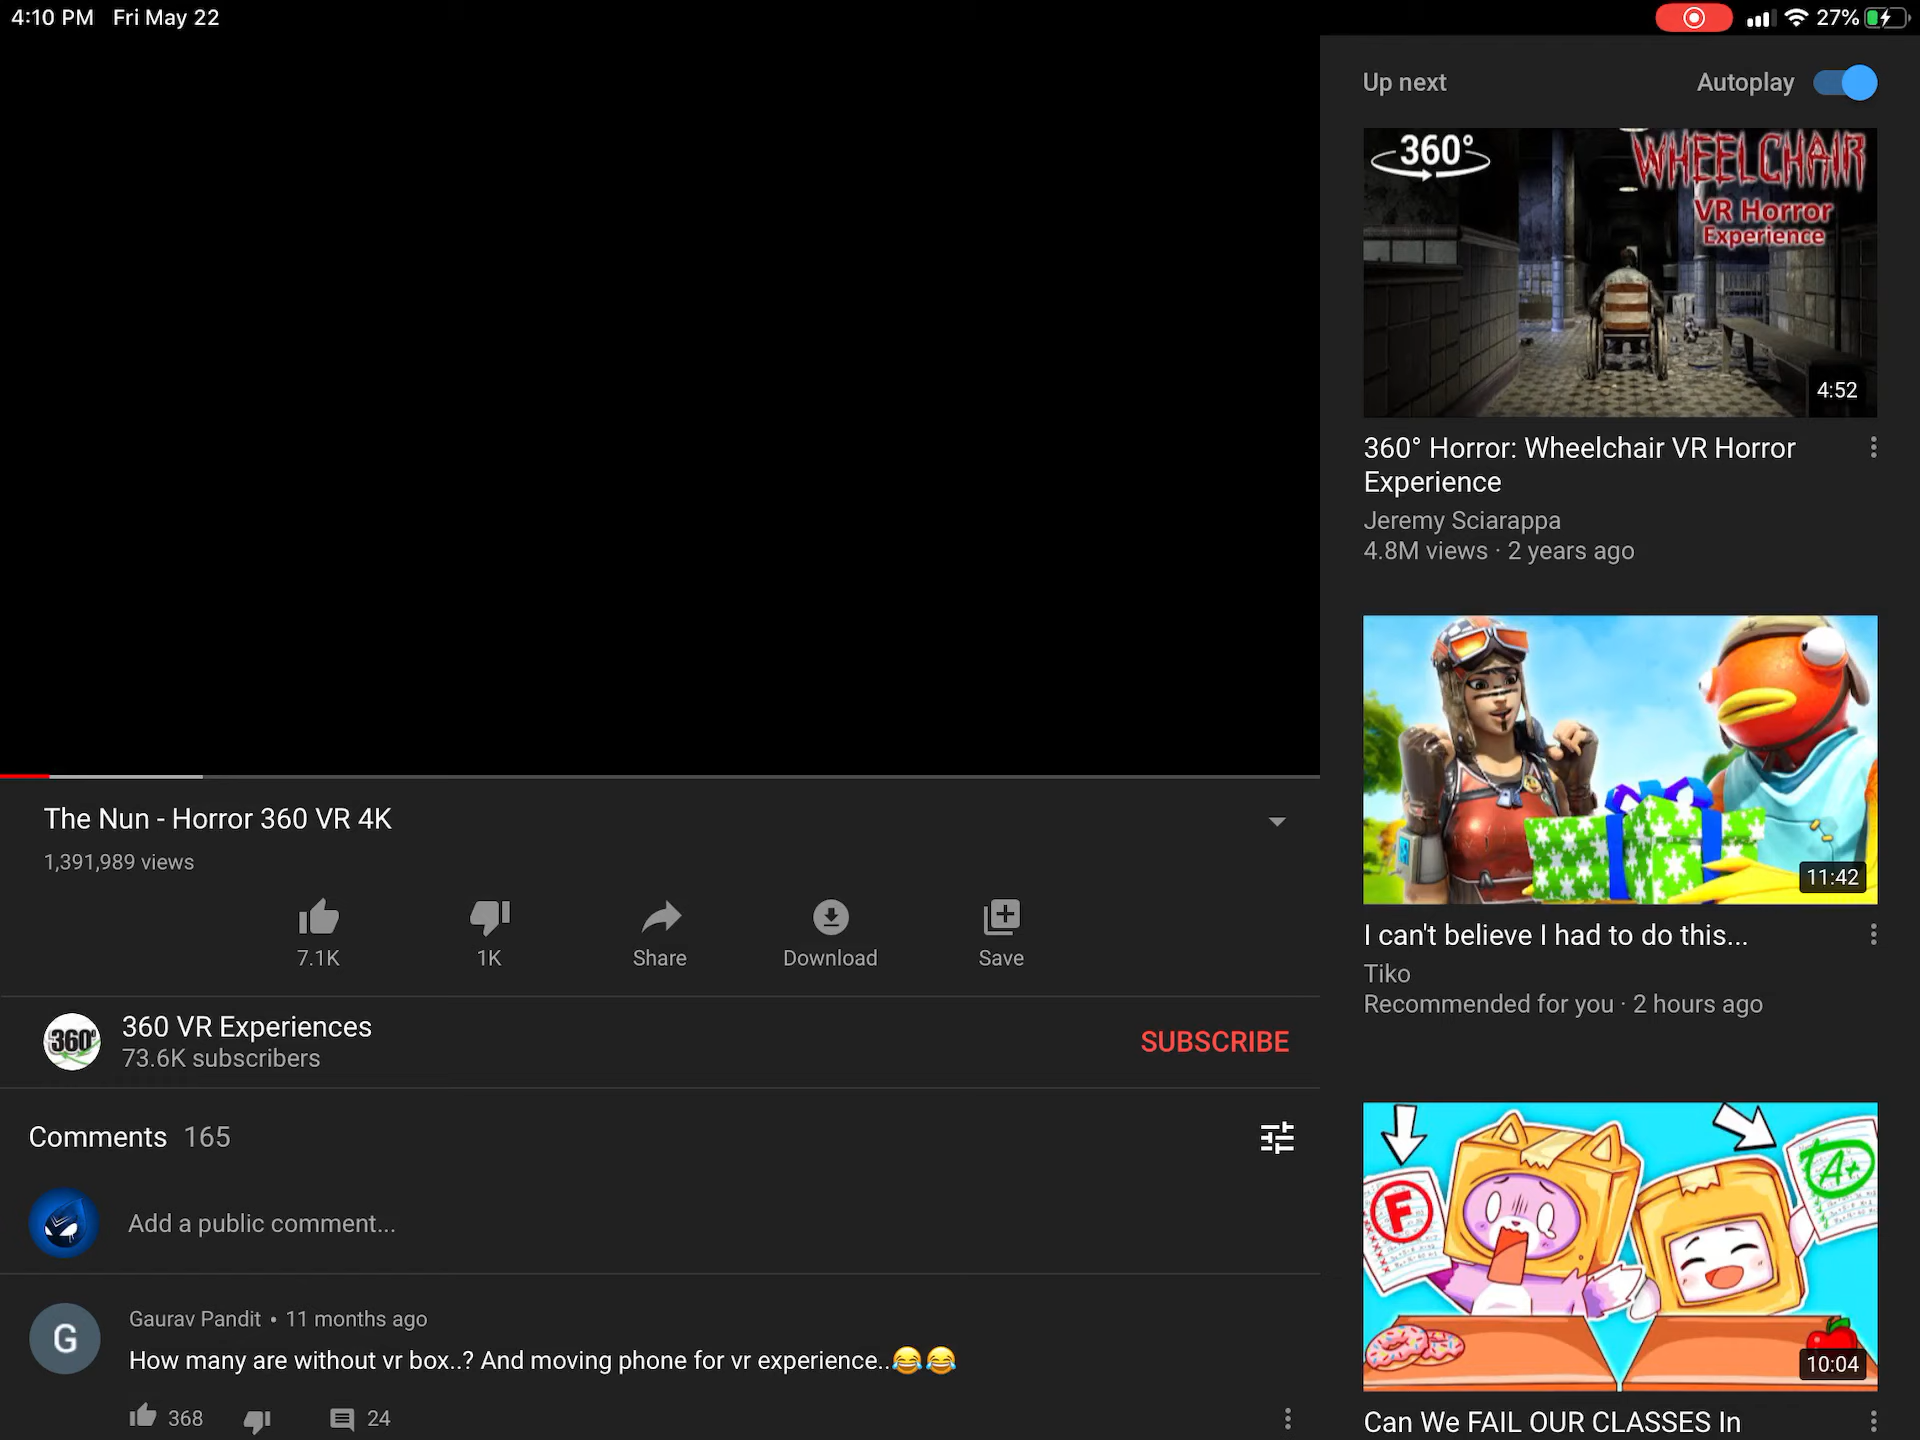 4:10 PM Fri May 22
27%
The Nun - Horror 360 VR 4K
1,391,989 views
7.1K
1K
Share
Download
Save
360°
360 VR Experiences
73.6K subscribers
SUBSCRIBE
Comments 165
Add a public comment...
G
Gaurav Pandit • 11 months ago
How many are without vr box..? And moving phone for vr experience..😂😂
368
24
Up next
Autoplay
360°
WHEELCHAIR
VR Horror
Experience
4:52
360° Horror: Wheelchair VR Horror
Experience
Jeremy Sciarappa
4.8M views · 2 years ago
11:42
I can't believe I had to do this...
Tiko
Recommended for you · 2 hours ago
F
A+
10:04
Can We FAIL OUR CLASSES In